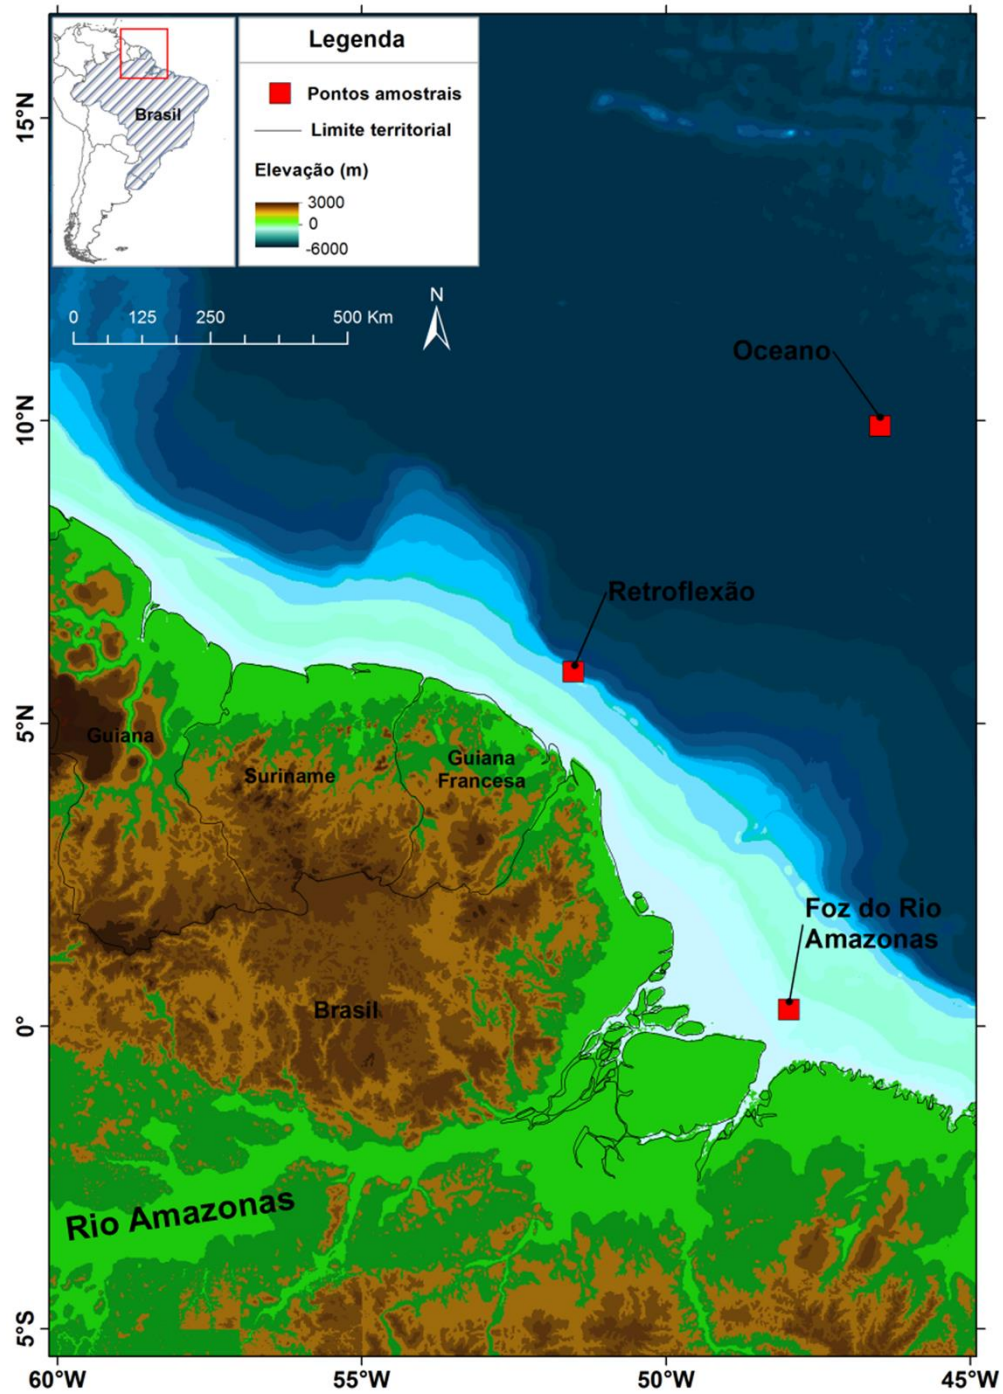 Brasil
Legenda
Pontos amostrais
Limite territorial
Elevação (m)
3000
0
-6000
N
0 125 250 500 Km
15°N
10°N
5°N
0°
5°S
Oceano
Retroflexão
Guiana
Suriname
Guiana
Francesa
Foz do Rio
Amazonas
Brasil
Rio Amazonas
60°W 55°W 50°W 45°W